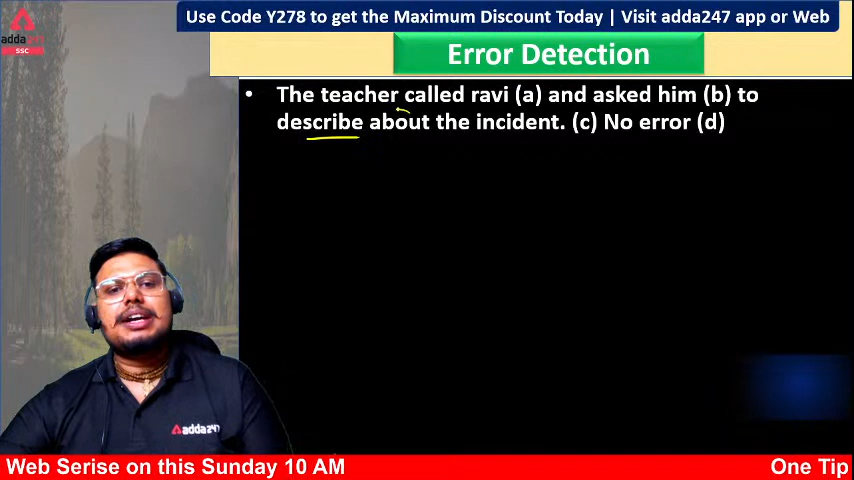 Use Code Y278 to get the Maximum Discount Today | Visit adda247 app or Web
adda247
SSC
Error Detection
• The teacher called ravi (a) and asked him (b) to
describe about the incident. (c) No error (d)
adda247
Web Serise on this Sunday 10 AM
One Tip